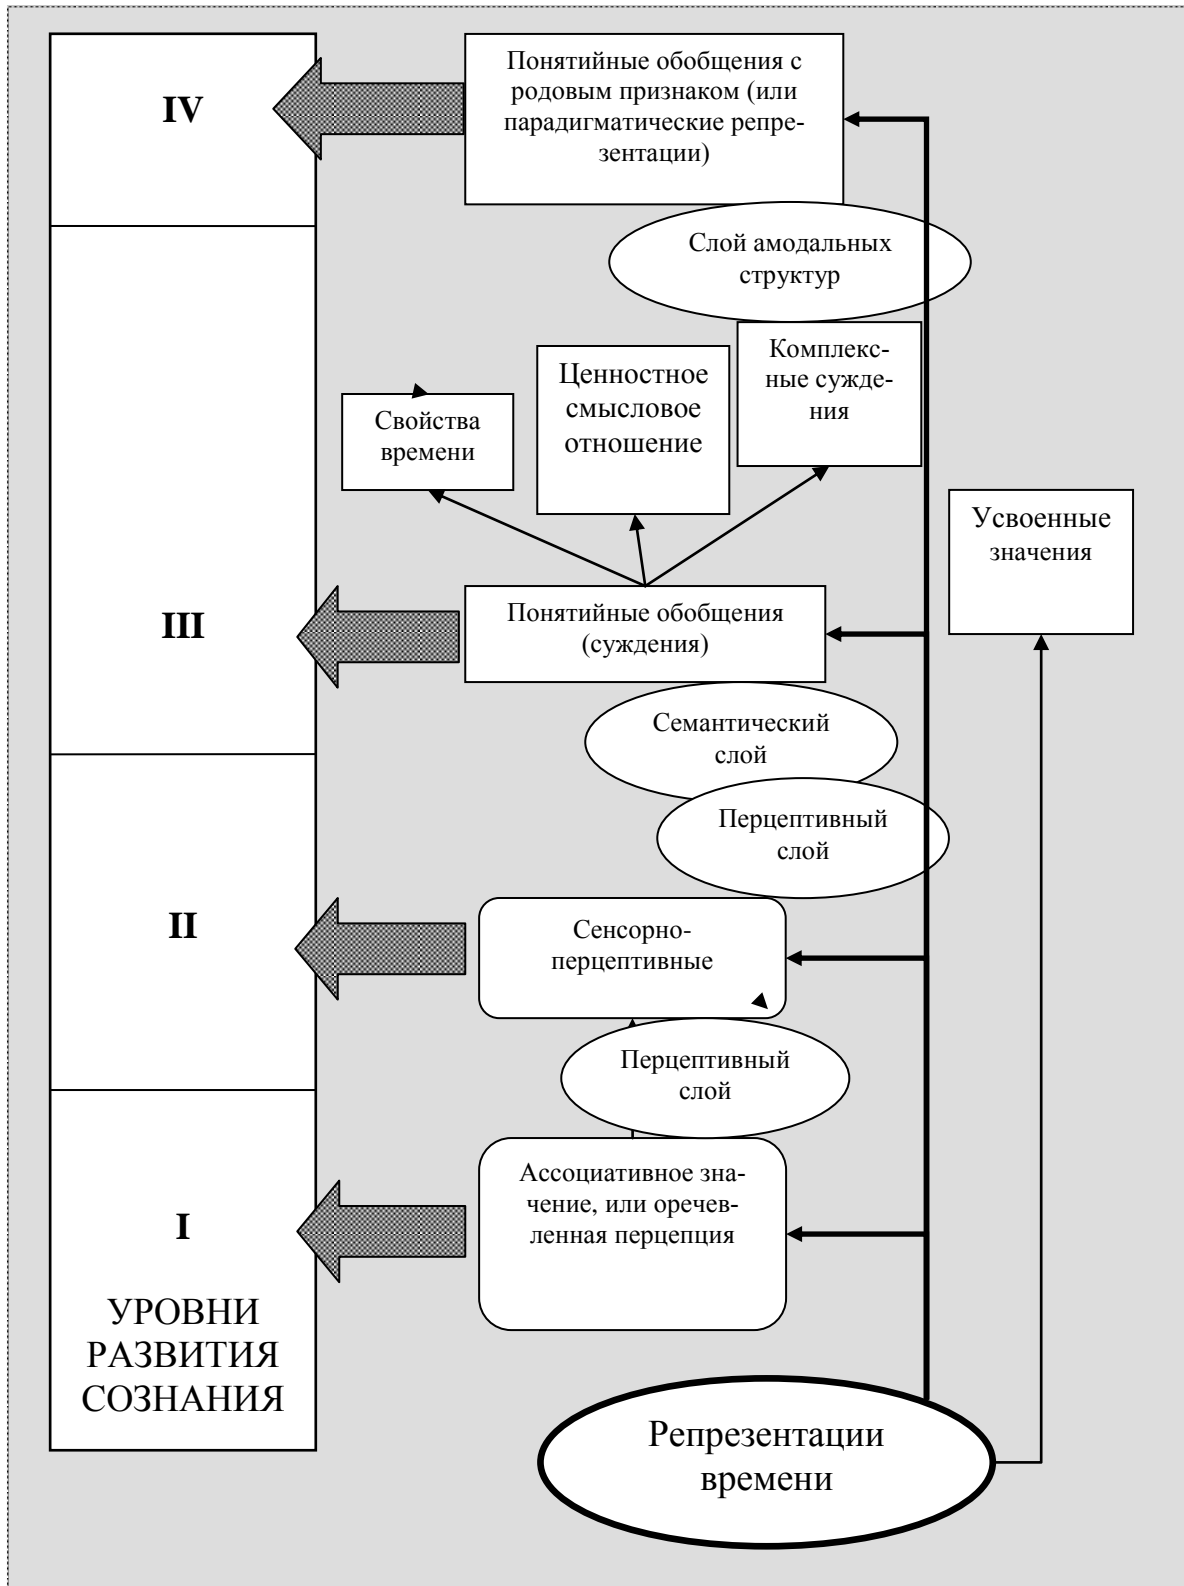 IV
Понятийные обобщения с
родовым признаком (или
парадигматические репре-
зентации)
Слой амодальных
структур
Комплекс-
ные сужде-
ния
Ценностное
смысловое
отношение
Свойства
времени
Усвоенные
значения
III
Понятийные обобщения
(суждения)
Семантический
слой
Перцептивный
слой
II
Сенсорно-
перцептивные
Перцептивный
слой
I
Ассоциативное зна-
чение, или оречев-
ленная перцепция
УРОВНИ
РАЗВИТИЯ
СОЗНАНИЯ
Репрезентации
времени